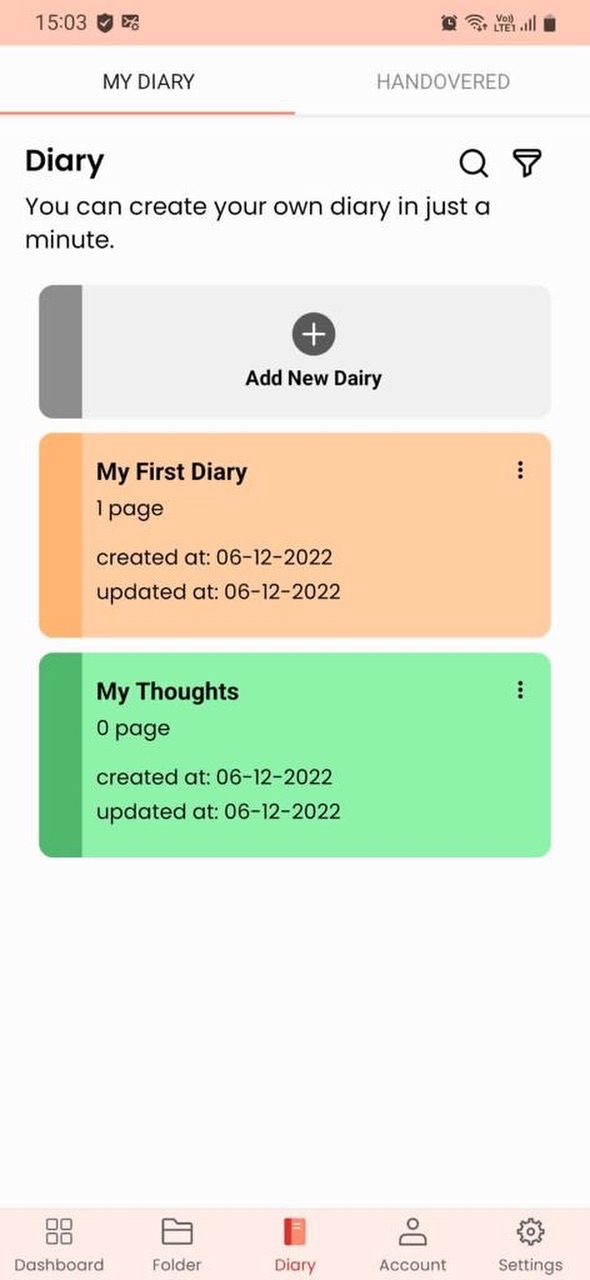 15:03
Vo))
LTE1
MY DIARY
HANDOVERED
Diary
You can create your own diary in just a
minute.
Add New Dairy
My First Diary
1 page
created at: 06-12-2022
updated at: 06-12-2022
My Thoughts
0 page
created at: 06-12-2022
updated at: 06-12-2022
Dashboard
Folder
Diary
Account
Settings